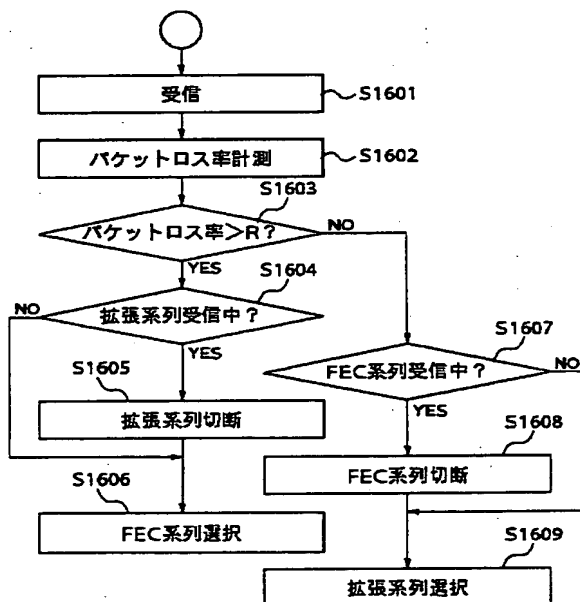 受信
S1601
パケットロス率計測
S1602
S1603
パケットロス率>R?
NO
YES
S1604
NO
拡張系列受信中?
YES
S1605
拡張系列切断
S1606
FEC系列選択
S1607
FEC系列受信中?
NO
YES
S1608
FEC系列切断
S1609
拡張系列選択